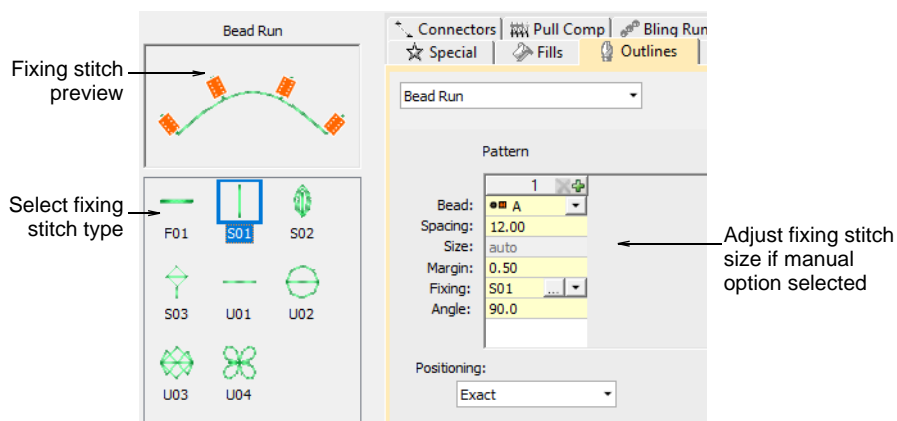 Bead Run
Fixing stitch
preview
Select fixing
stitch type
F01 S01 S02
S03 U01 U02
U03 U04
Connectors Pull Comp Bling Run
Special Fills Outlines
Bead Run
Pattern
1
Bead: A
Spacing: 12.00
Size: auto
Margin: 0.50
Fixing: S01 ...
Angle: 90.0
Positioning:
Exact
Adjust fixing stitch
size if manual
option selected